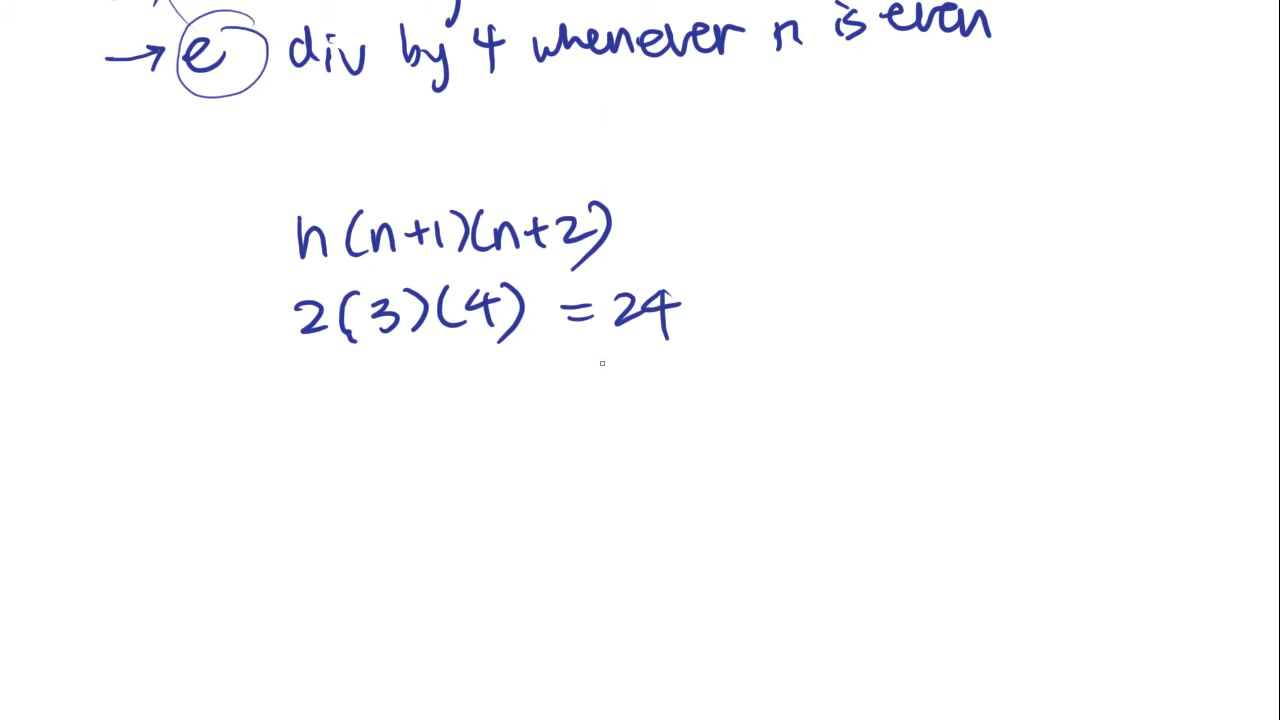 → e div by 4 whenever n is even
n(n+1)(n+2)
2(3)(4) = 24